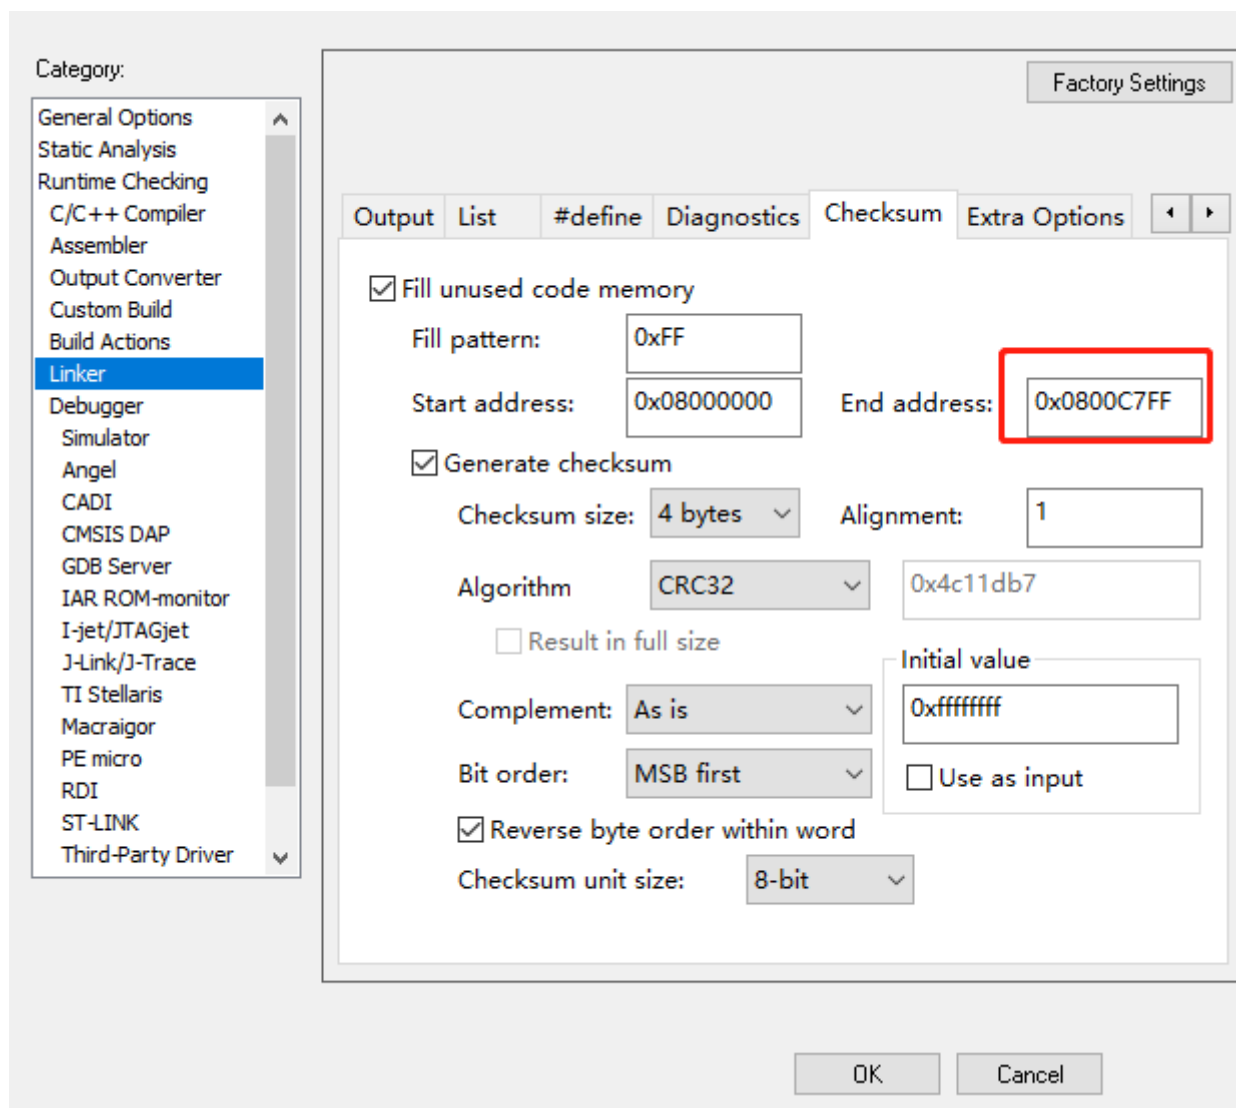 Category:
Factory Settings
General Options
Static Analysis
Runtime Checking
C/C++ Compiler
Assembler
Output Converter
Custom Build
Build Actions
Linker
Debugger
Simulator
Angel
CADI
CMSIS DAP
GDB Server
IAR ROM-monitor
I-jet/JTAGjet
J-Link/J-Trace
TI Stellaris
Macraigor
PE micro
RDI
ST-LINK
Third-Party Driver
Output List #define Diagnostics Checksum Extra Options
Fill unused code memory
Fill pattern: 0xFF
Start address: 0x08000000 End address: 0x0800C7FF
Generate checksum
Checksum size: 4 bytes Alignment: 1
Algorithm CRC32 0x4c11db7
Result in full size
Initial value
Complement: As is 0xffffffff
Bit order: MSB first Use as input
Reverse byte order within word
Checksum unit size: 8-bit
OK Cancel